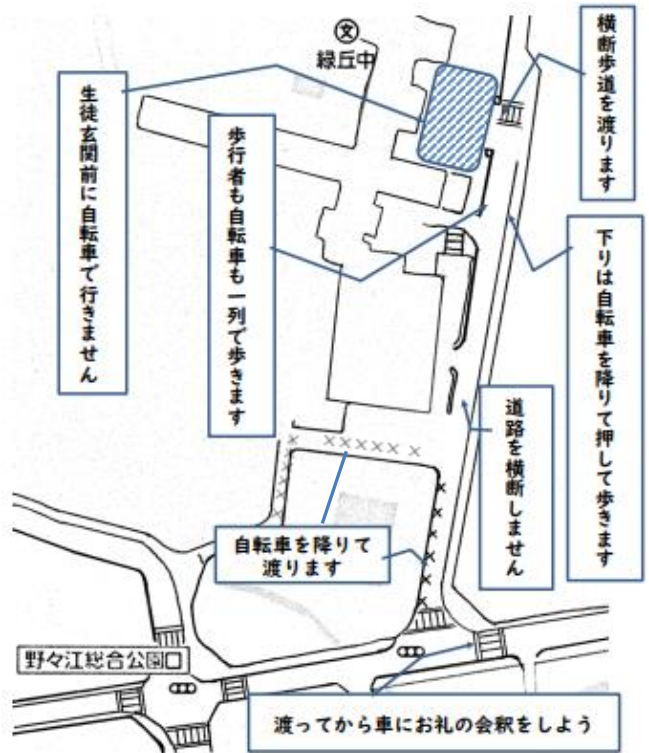 文
緑丘中
横断歩道を渡ります
生徒玄関前に自転車で行きません
歩行者も自転車も一列で歩きます
下りは自転車を降りて押して歩きます
道路を横断しません
自転車を降りて
渡ります
野々江総合公園口
渡ってから車にお礼の会釈をしよう